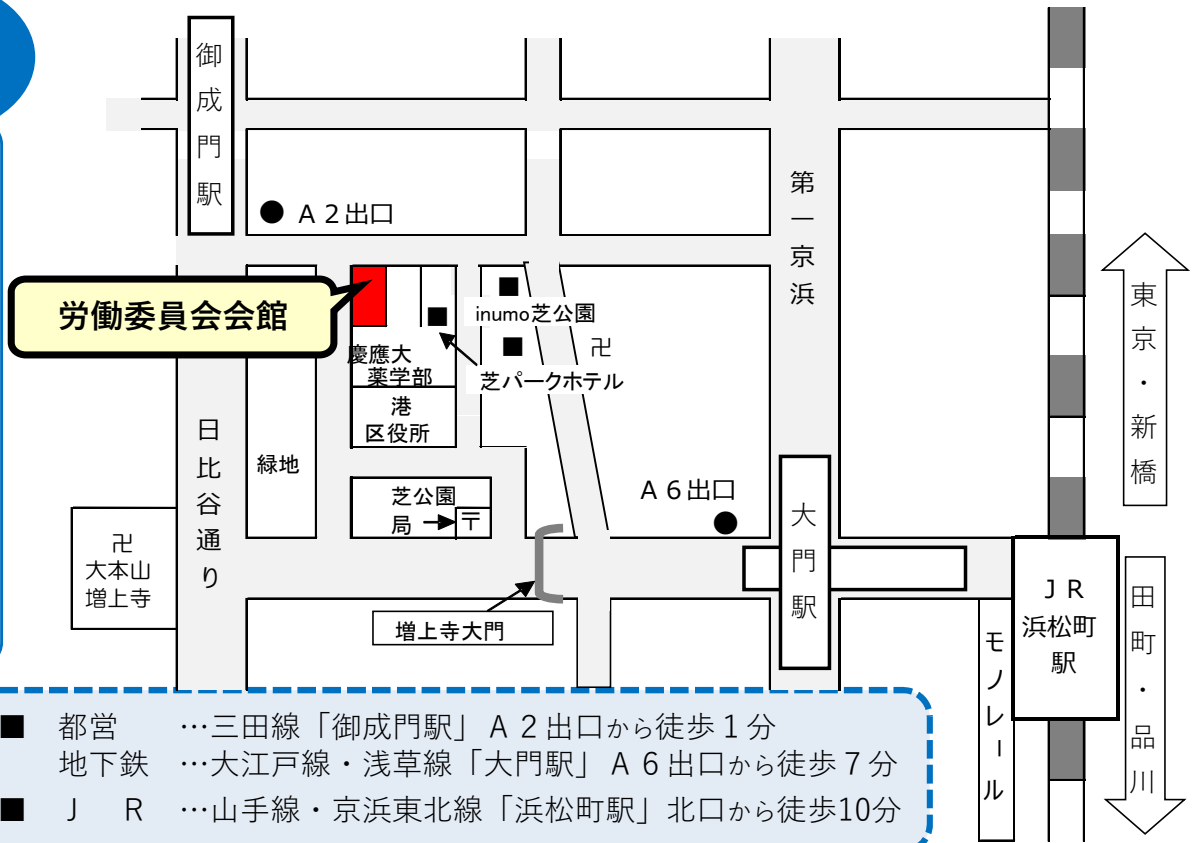 御成門駅
● A 2出口
第一京浜
東京・新橋
労働委員会会館
■
inumo芝公園
■
■
卍
慶應大
薬学部
芝パークホテル
港
区役所
日比谷通り
緑地
芝公園
局
〒
A 6出口
●
大門駅
卍
大本山
増上寺
増上寺大門
J R
浜松町
駅
モノレール
田町・品川
■ 都営 …三田線「御成門駅」A 2出口から徒歩1分
地下鉄 …大江戸線・浅草線「大門駅」A 6出口から徒歩7分
■ J R …山手線・京浜東北線「浜松町駅」北口から徒歩10分